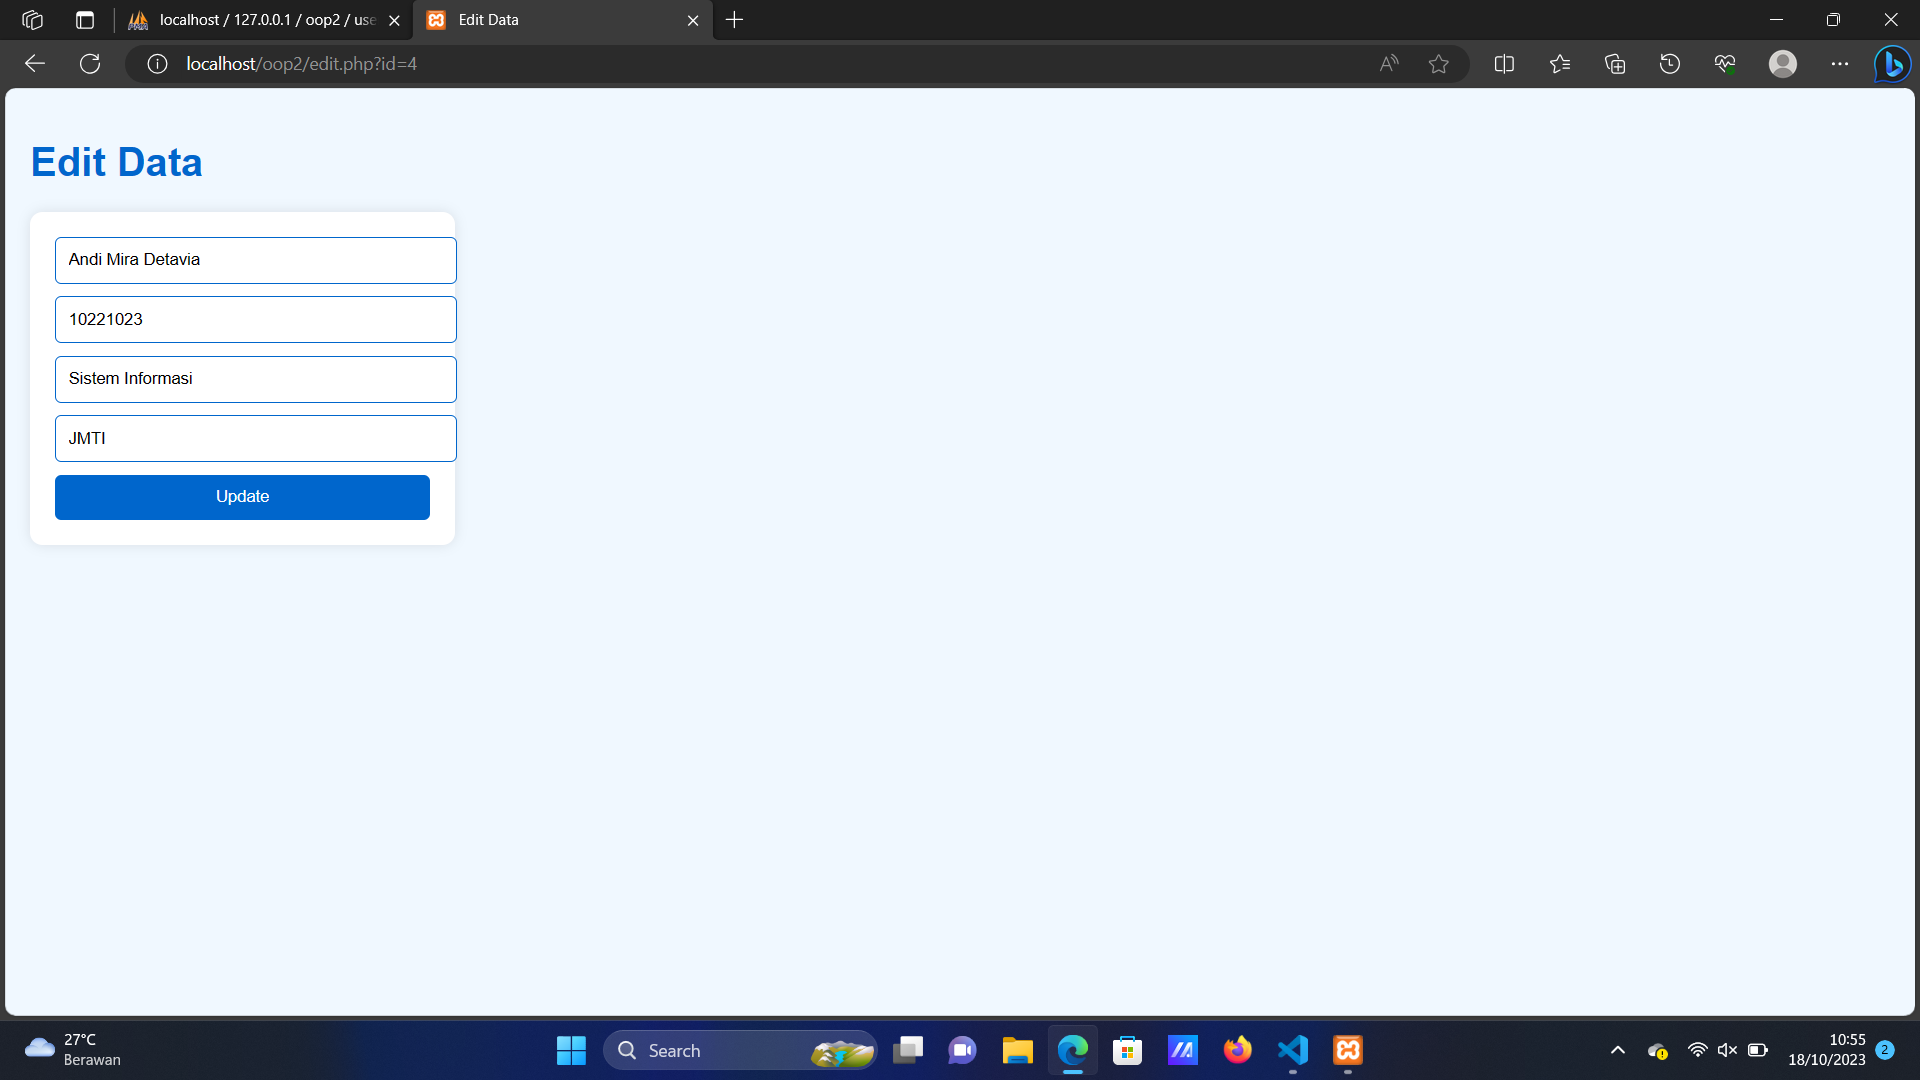 localhost / 127.0.0.1 / oop2 / use
Edit Data
localhost/oop2/edit.php?id=4
Edit Data
Andi Mira Detavia
10221023
Sistem Informasi
JMTI
Update
27°C
Berawan
Search
10:55
18/10/2023
2